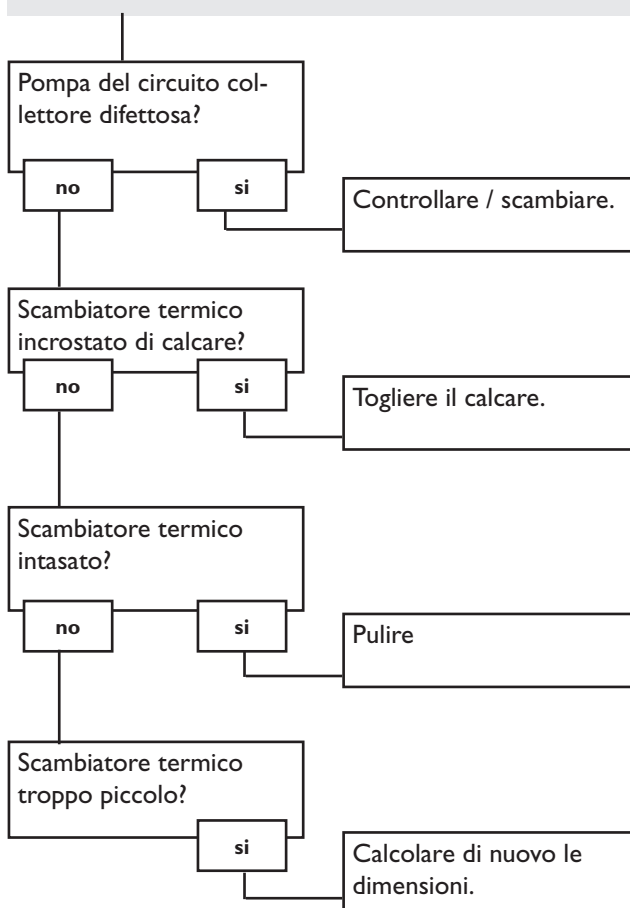 Pompa del circuito col-
lettore difettosa?
no
si
Controllare / scambiare.
Scambiatore termico
incrostato di calcare?
no
si
Togliere il calcare.
Scambiatore termico
intasato?
no
si
Pulire
Scambiatore termico
troppo piccolo?
si
Calcolare di nuovo le
dimensioni.